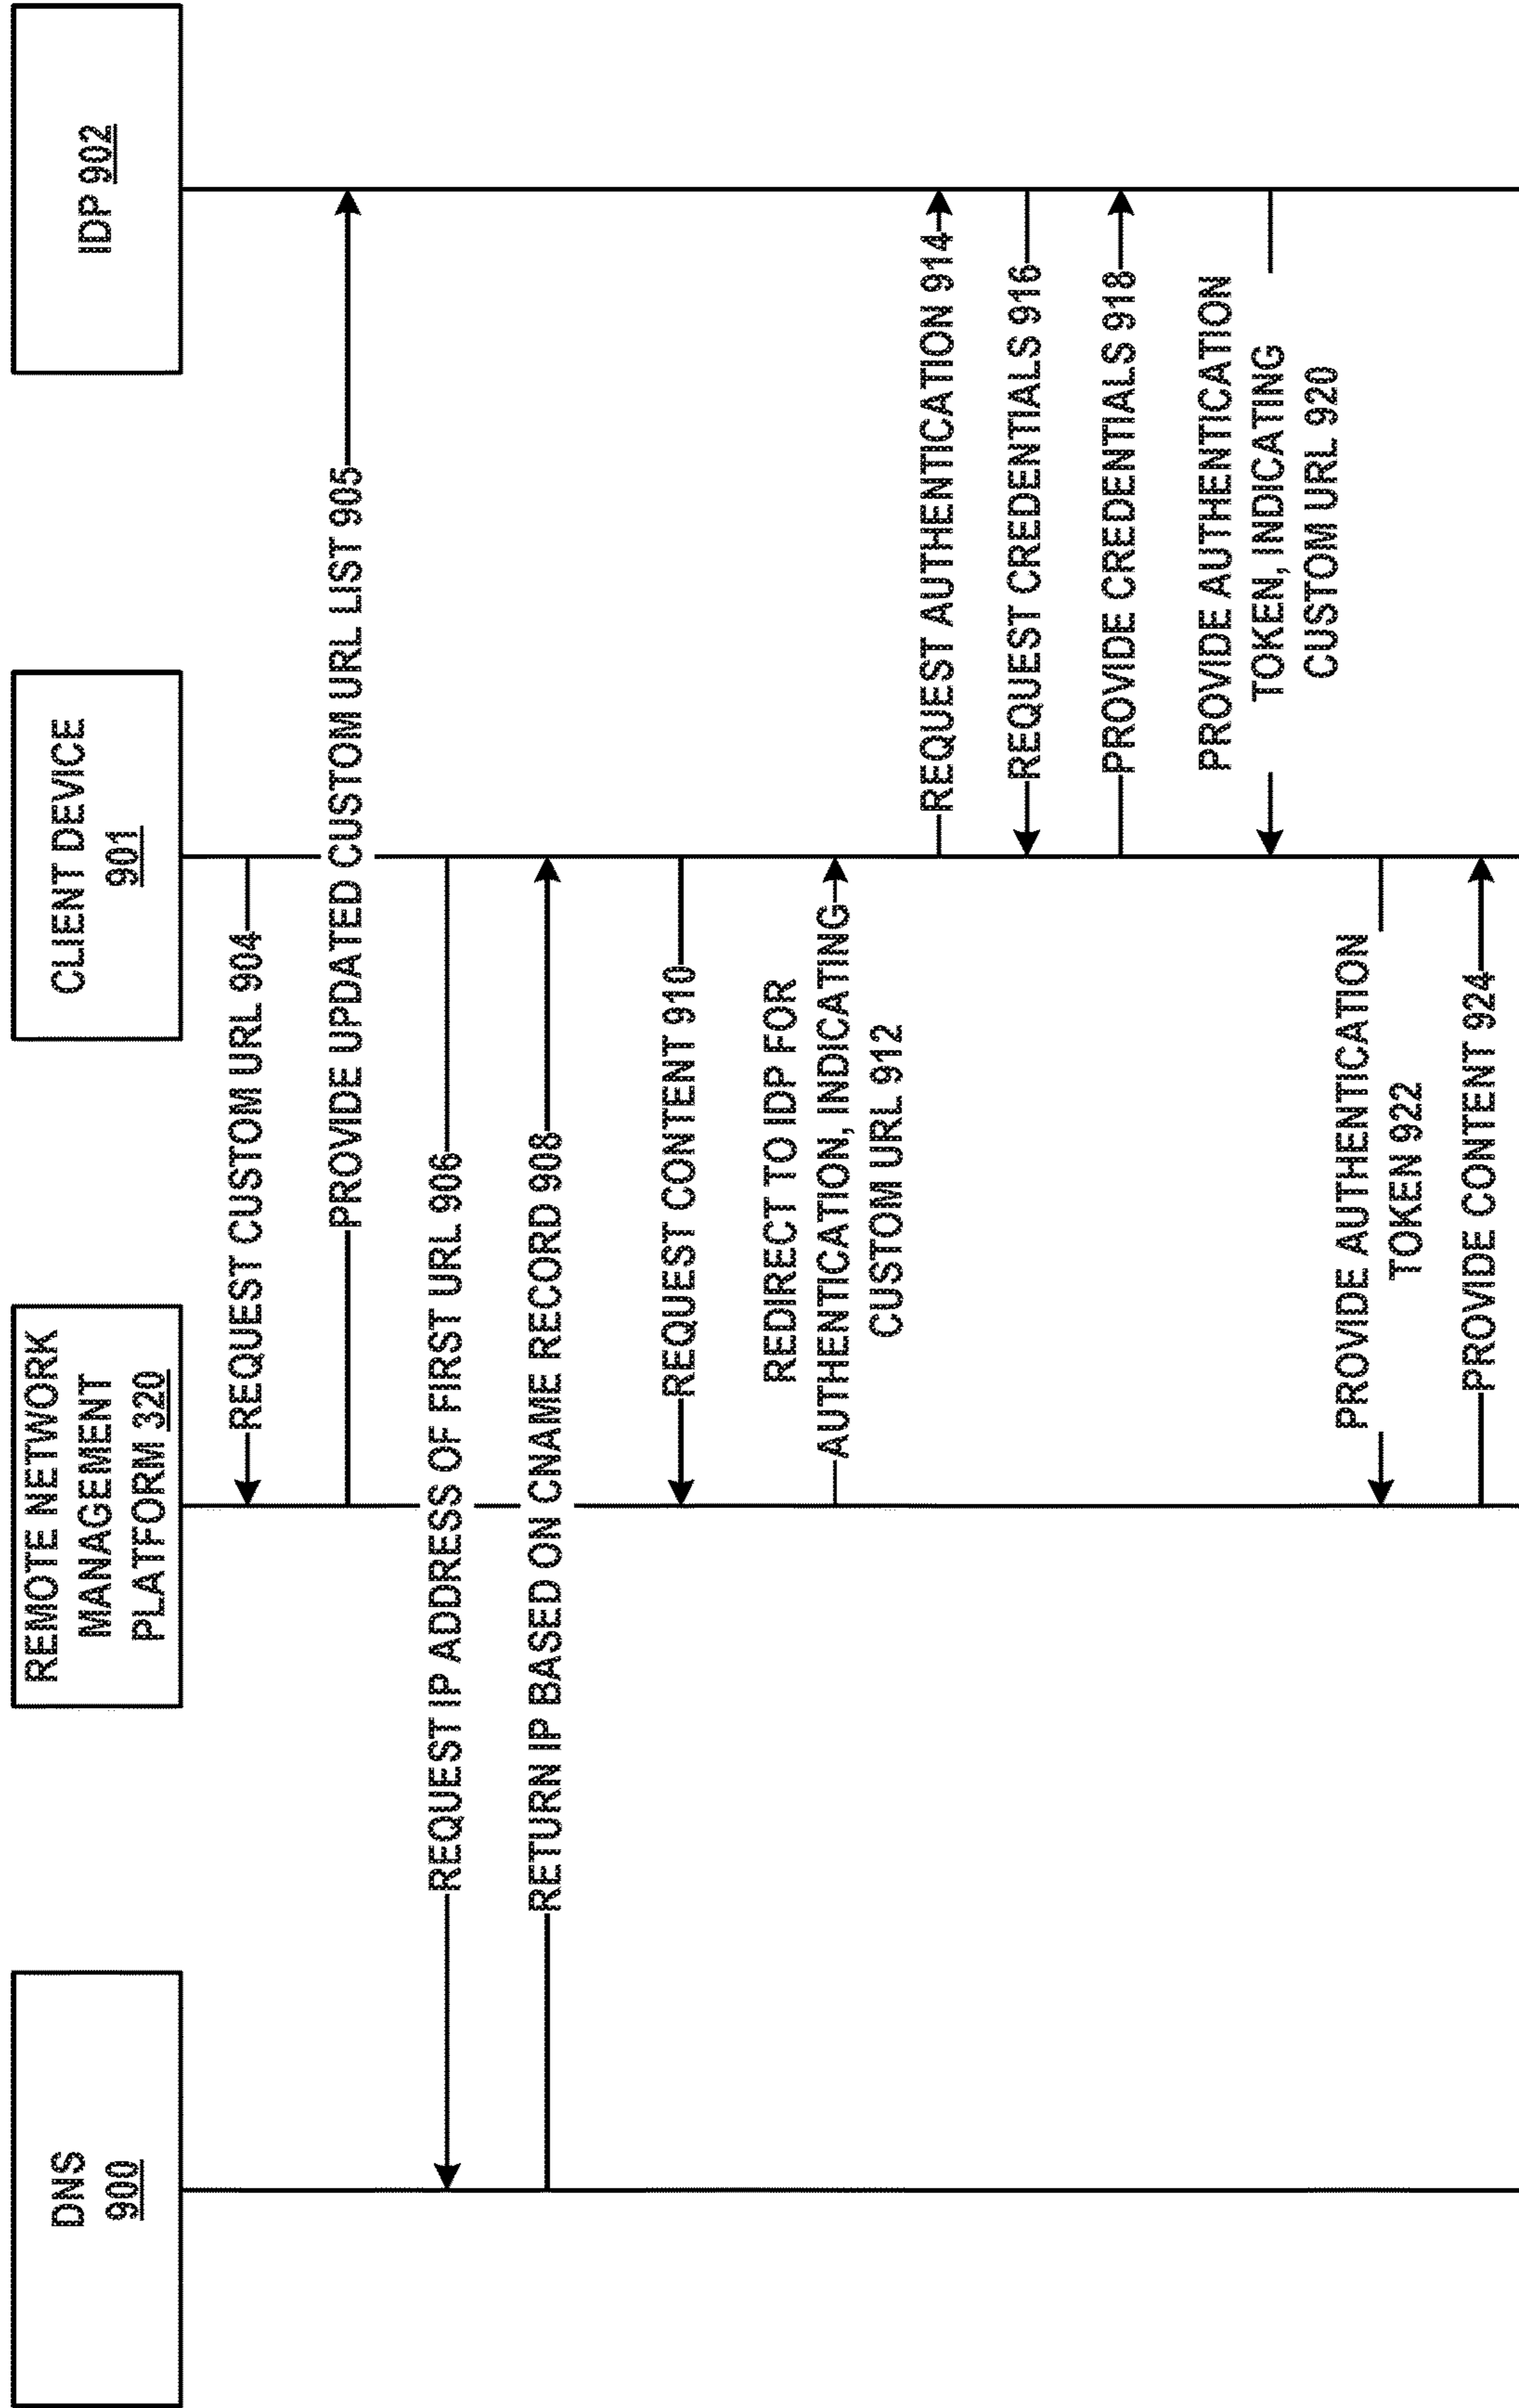 DNS
900
REMOTE NETWORK
MANAGEMENT
PLATFORM 320
CLIENT DEVICE
901
IDP 902
REQUEST CUSTOM URL 904
PROVIDE UPDATED CUSTOM URL LIST 905
REQUEST IP ADDRESS OF FIRST URL 906
RETURN IP BASED ON CNAME RECORD 908
REQUEST CONTENT 910
REDIRECT TO IDP FOR
AUTHENTICATION, INDICATING
CUSTOM URL 912
REQUEST AUTHENTICATION 914
REQUEST CREDENTIALS 916
PROVIDE CREDENTIALS 918
PROVIDE AUTHENTICATION
TOKEN, INDICATING
CUSTOM URL 920
PROVIDE AUTHENTICATION
TOKEN 922
PROVIDE CONTENT 924